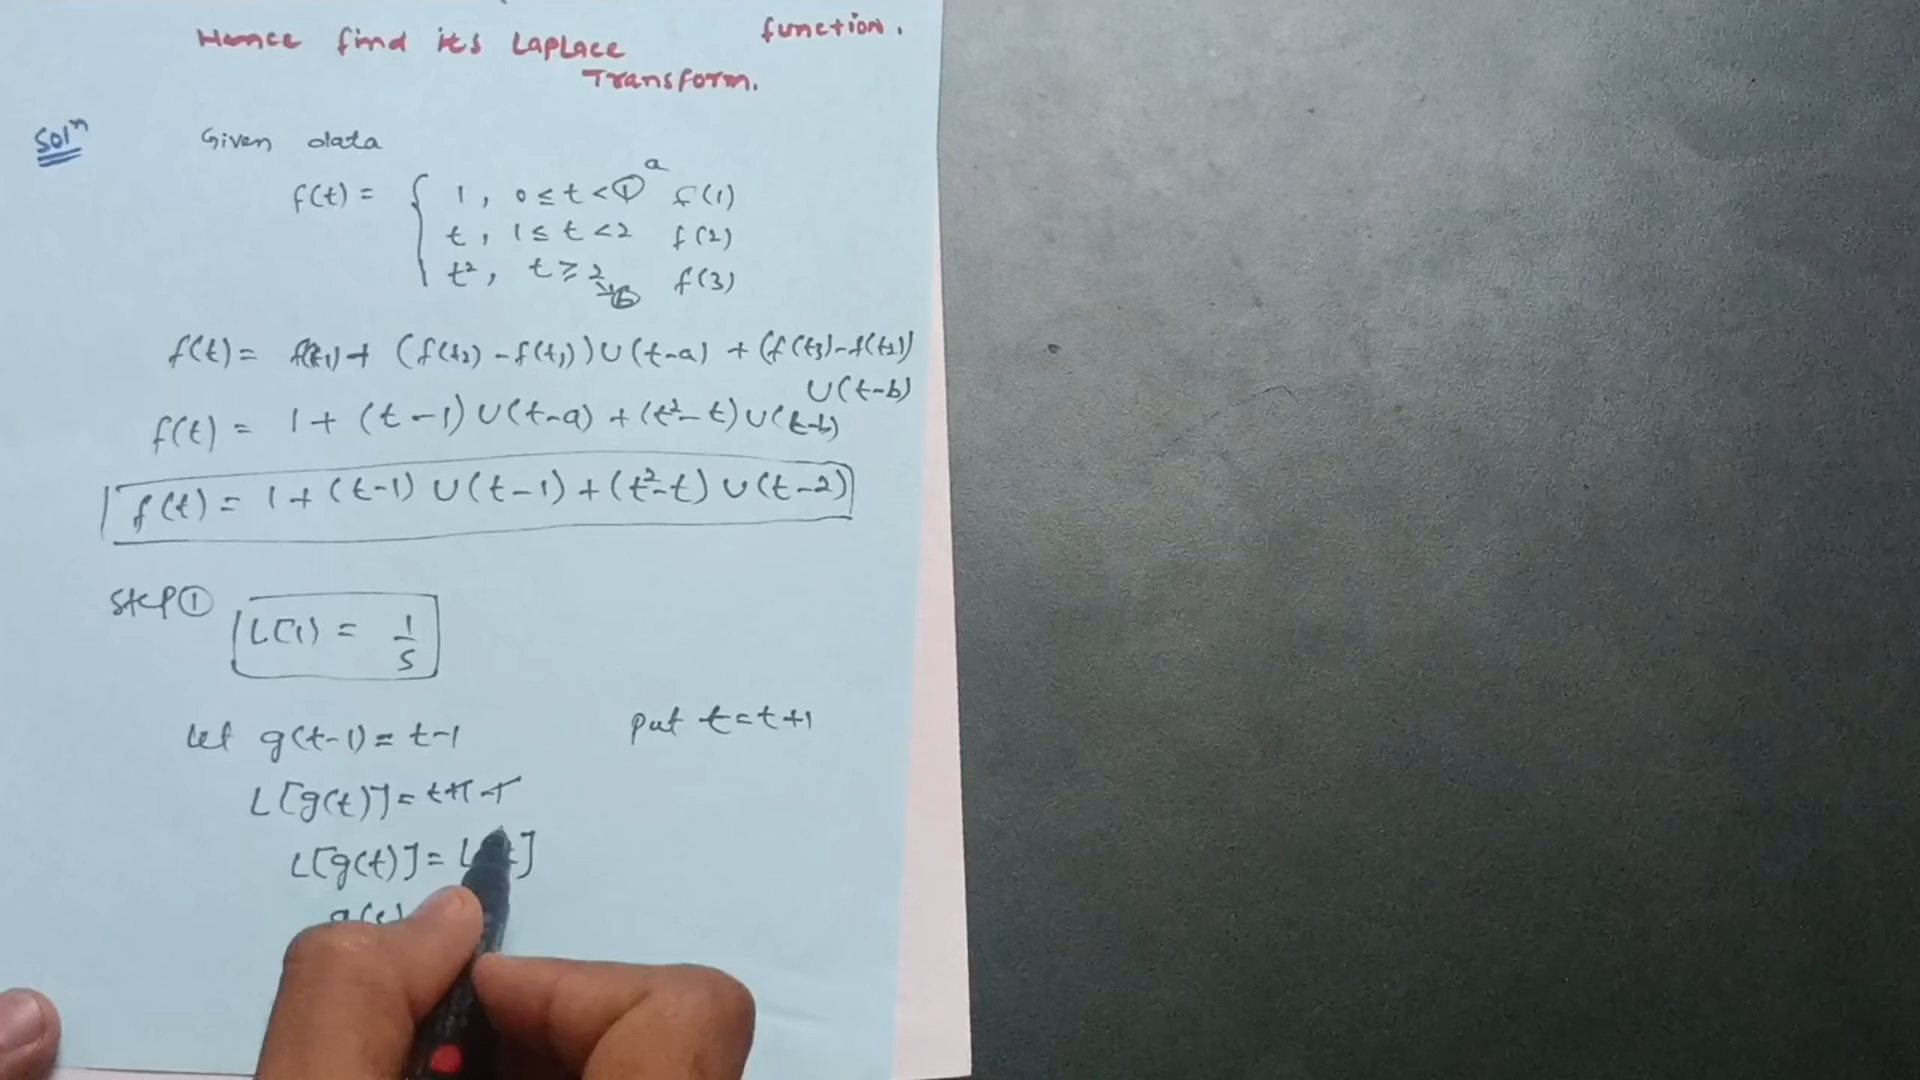 Hence find its Laplace function.
Transform.
Soln
Given data
f(t) = { 1, 0 ≤ t < 1 a f(1)
t, 1 ≤ t < 2 f(2)
t², t ≥ 2 f(3)
b
f(t) = f(t1) + (f(t2) - f(t1)) U(t-a) + (f(t3) - f(t2))
U(t-b)
f(t) = 1 + (t-1) U(t-a) + (t²-t) U(t-b)
f(t) = 1 + (t-1) U(t-1) + (t²-t) U(t-2)
Step ①
L(1) = 1/s
Let g(t-1) = t-1 put t=t+1
L[g(t)] = t+1-1
L[g(t)] =